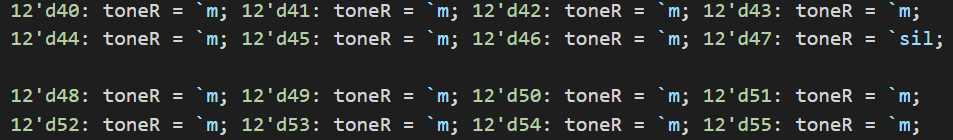 12'd40: toneR = `m; 12'd41: toneR = `m; 12'd42: toneR = `m; 12'd43: toneR = `m;
12'd44: toneR = `m; 12'd45: toneR = `m; 12'd46: toneR = `m; 12'd47: toneR = `sil;
12'd48: toneR = `m; 12'd49: toneR = `m; 12'd50: toneR = `m; 12'd51: toneR = `m;
12'd52: toneR = `m; 12'd53: toneR = `m; 12'd54: toneR = `m; 12'd55: toneR = `m;